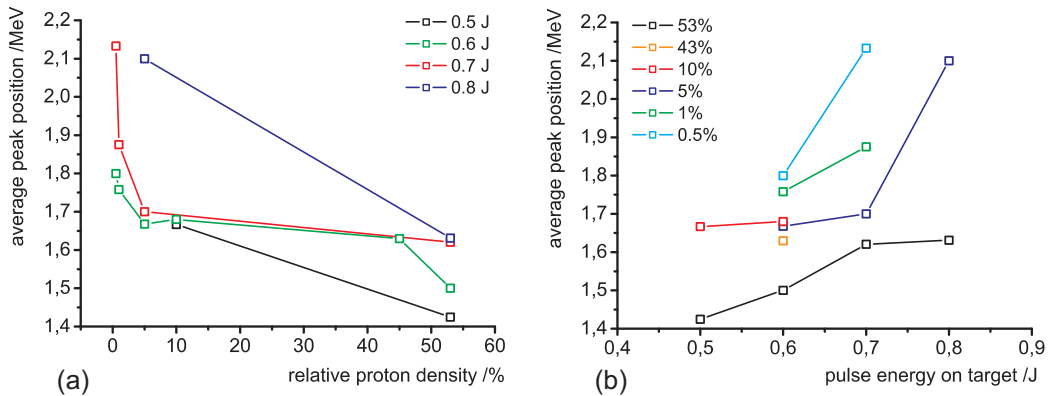 2,2
2,1
2,0
1,9
1,8
1,7
1,6
1,5
1,4
average peak position /MeV
0.5 J
0.6 J
0.7 J
0.8 J
0 10 20 30 40 50 60
(a) relative proton density /%
2,2
2,1
2,0
1,9
1,8
1,7
1,6
1,5
1,4
average peak position /MeV
53%
43%
10%
5%
1%
0.5%
0,4 0,5 0,6 0,7 0,8 0,9
(b) pulse energy on target /J